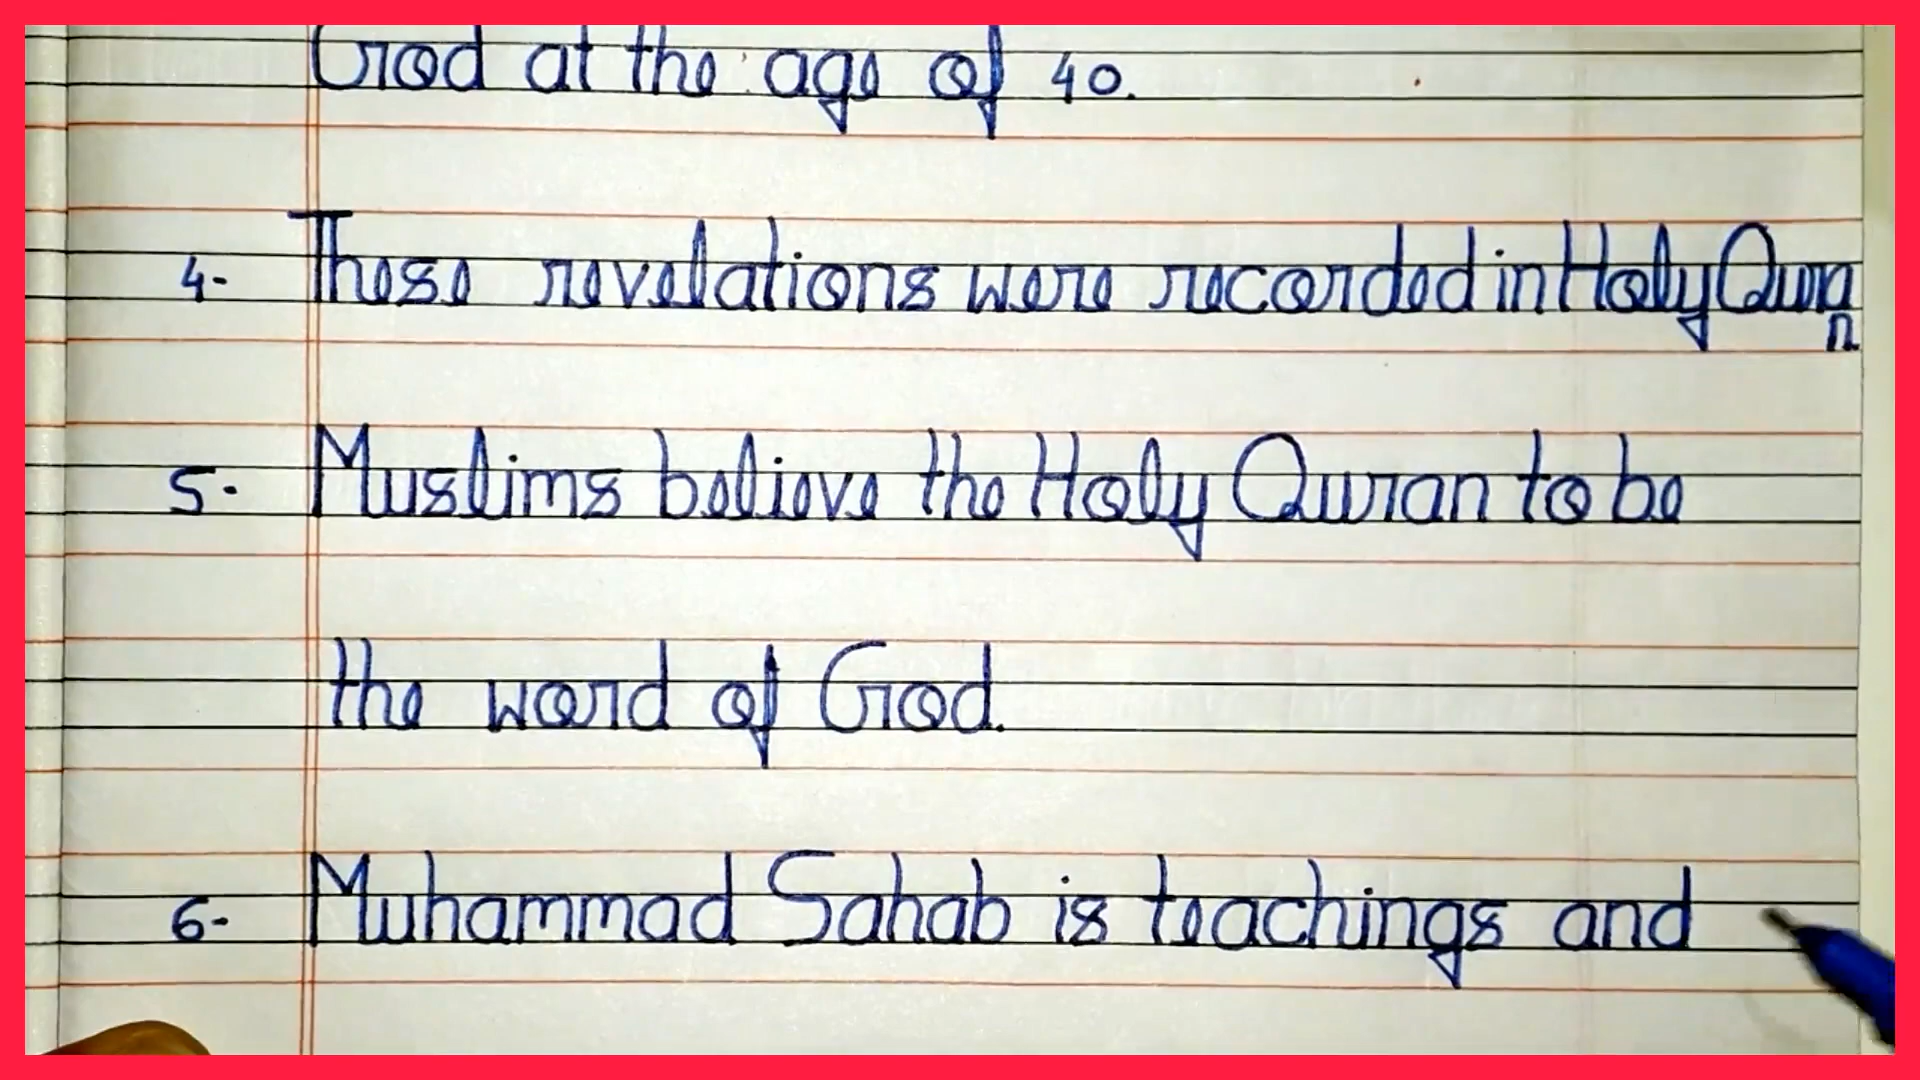 God at the age of 40.
4- These revelations were recorded in Holy Quran.
5- Muslims believe the Holy Quran to be
the word of God.
6- Muhammad Sahab is teachings and